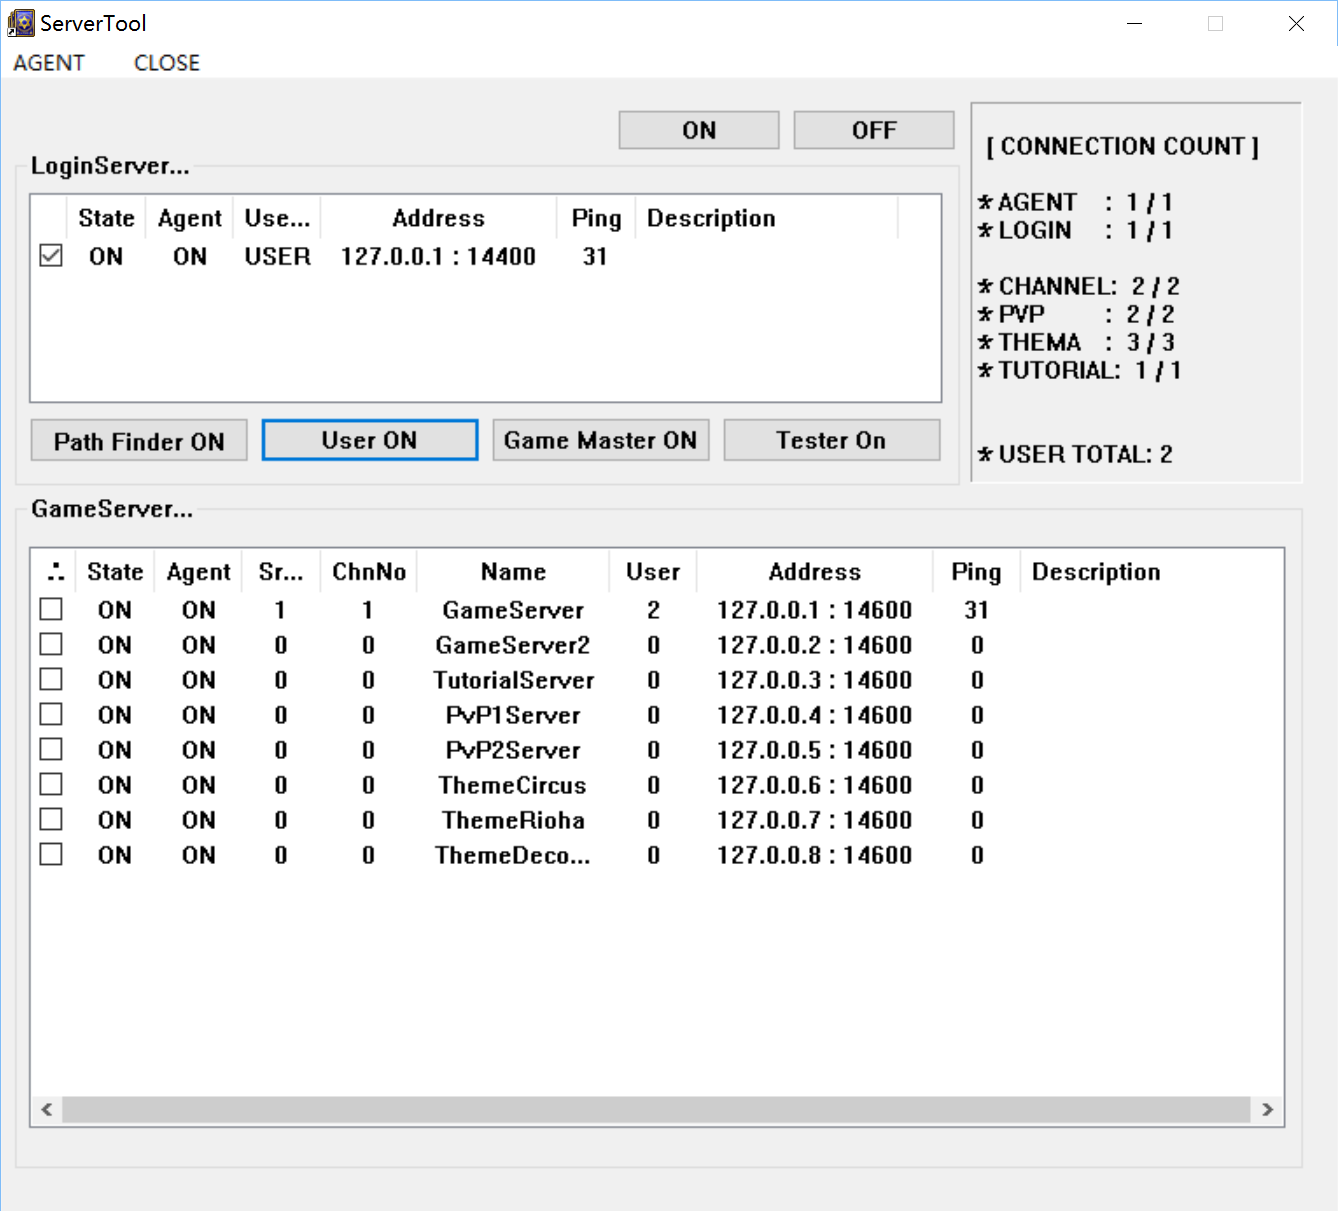 ServerTool
AGENT CLOSE
ON OFF
LoginServer...
State Agent Use... Address Ping Description
ON ON USER 127.0.0.1 : 14400 31
Path Finder ON User ON Game Master ON Tester On
[ CONNECTION COUNT ]
* AGENT : 1 / 1
* LOGIN : 1 / 1
* CHANNEL: 2 / 2
* PVP : 2 / 2
* THEMA : 3 / 3
* TUTORIAL: 1 / 1
* USER TOTAL: 2
GameServer...
∴ State Agent Sr... ChnNo Name User Address Ping Description
ON ON 1 1 GameServer 2 127.0.0.1 : 14600 31
ON ON 0 0 GameServer2 0 127.0.0.2 : 14600 0
ON ON 0 0 TutorialServer 0 127.0.0.3 : 14600 0
ON ON 0 0 PvP1Server 0 127.0.0.4 : 14600 0
ON ON 0 0 PvP2Server 0 127.0.0.5 : 14600 0
ON ON 0 0 ThemeCircus 0 127.0.0.6 : 14600 0
ON ON 0 0 ThemeRioha 0 127.0.0.7 : 14600 0
ON ON 0 0 ThemeDeco... 0 127.0.0.8 : 14600 0